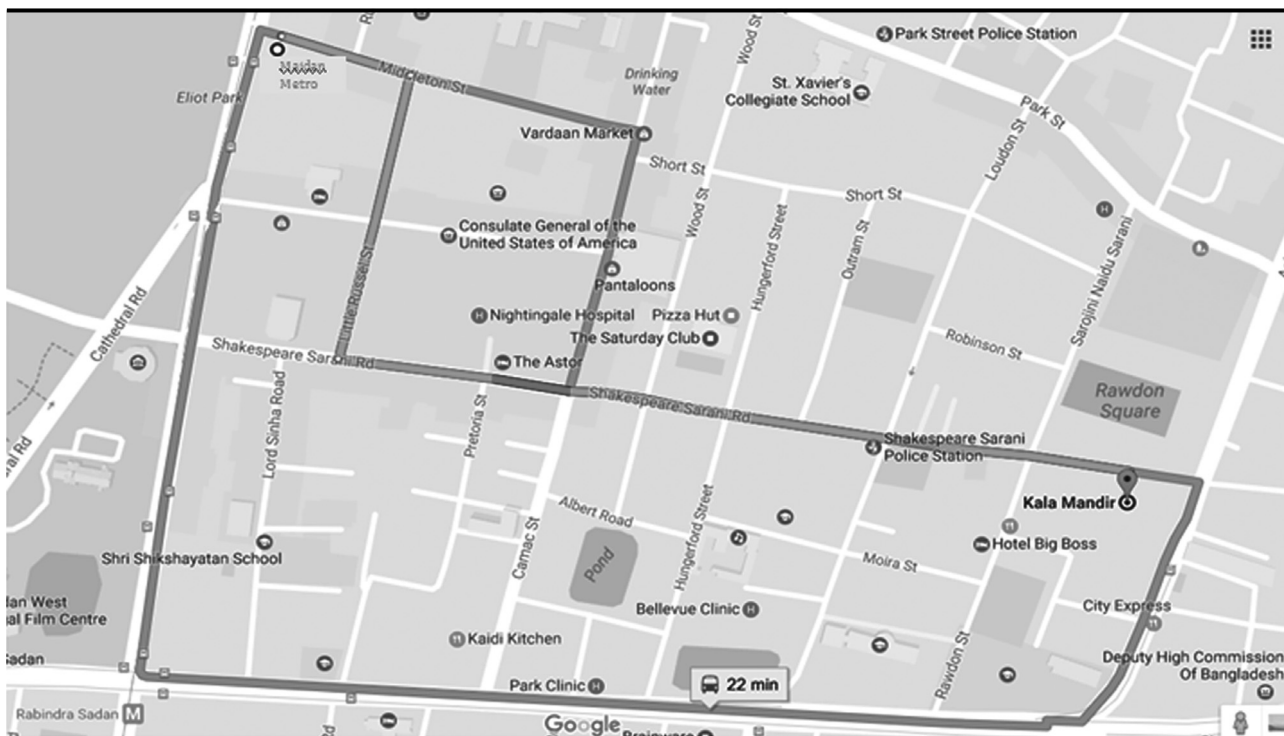 Park Street Police Station
Wood St
Maidan
Metro
Middleton St
Drinking
Water
St. Xavier's
Collegiate School
Eliot Park
Park St
Loudon St
Vardaan Market
Short St
Short St
Wood St
Hungerford Street
Outram St
Sarojini Naidu Sarani
Consulate General of the
United States of America
Pantaloons
Little Russel St
Nightingale Hospital
Pizza Hut
The Saturday Club
Cathedral Rd
Robinson St
Shakespeare Sarani Rd
The Astor
Rawdon
Square
Shakespeare Sarani Rd
Lord Sinha Road
Pretoria St
Shakespeare Sarani
Police Station
Kala Mandir
Albert Road
Hungerford Street
Camac St
Pond
Hotel Big Boss
Shri Shikshayatan School
Moira St
Bellevue Clinic
City Express
Kaidi Kitchen
Rawdon St
Deputy High Commission
Of Bangladesh
Park Clinic
22 min
Rabindra Sadan M
Google